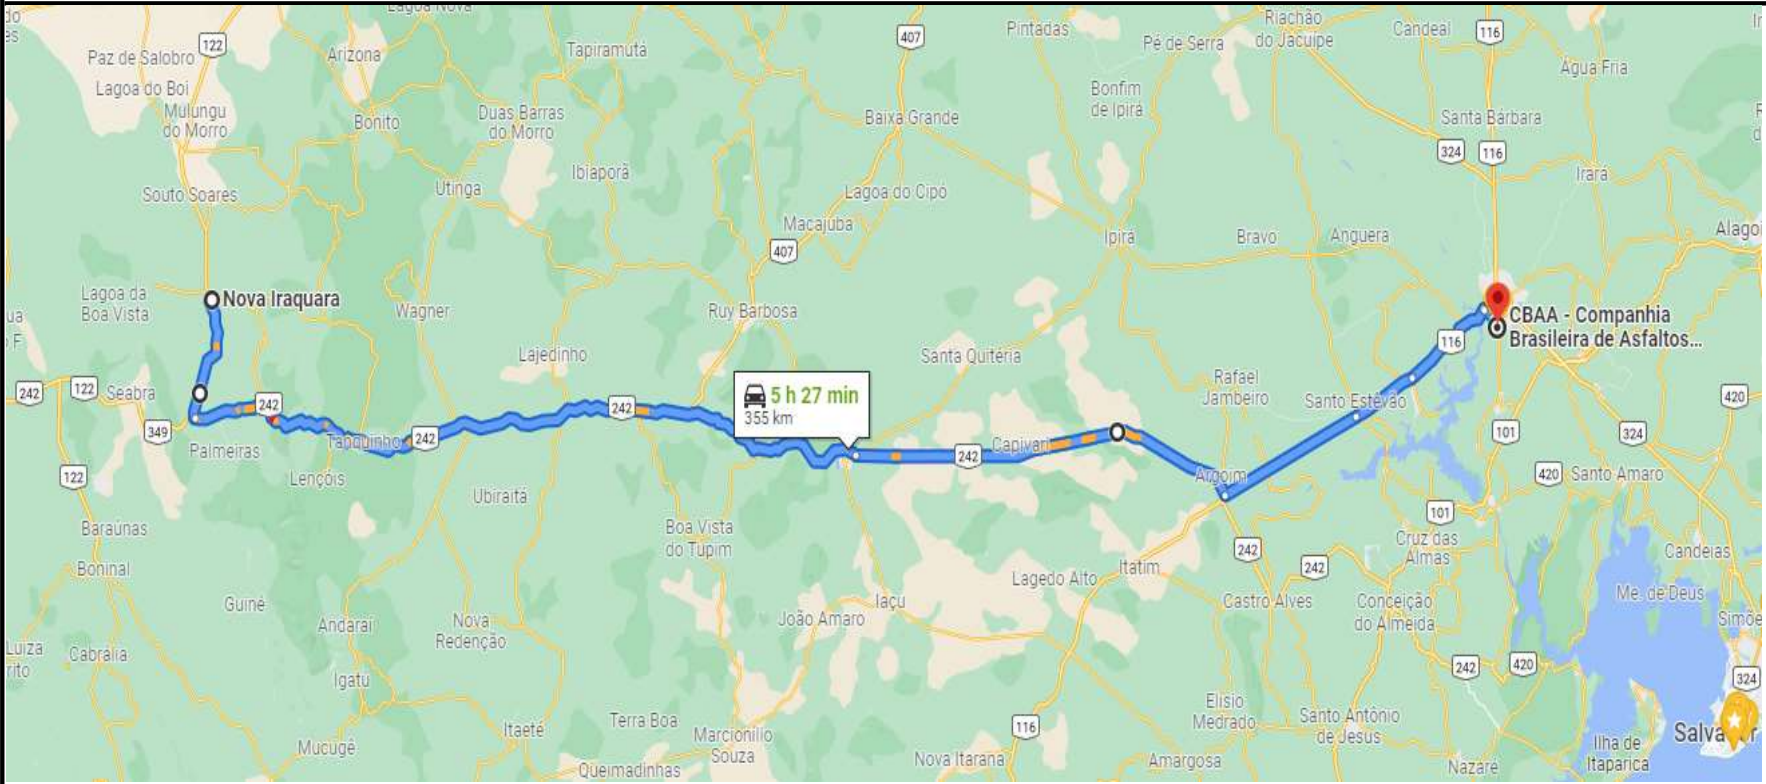 Lagoa Nova
Riachão
do Jacuípe
Paz de Salobro
122
Arizona
Tapiramutá
407
Pintadas
Pé de Serra
Candeal
116
Água Fria
Lagoa do Boi
Mulungu
do Morro
Bonito
Duas Barras
do Morro
Baixa Grande
Bonfim
de Ipirá
Santa Bárbara
324
116
Souto Soares
Utinga
Ibiaporã
Lagoa do Cipó
Irará
Macajuba
407
Ipirá
Bravo
Anguera
Alagoi
Lagoa da
Boa Vista
Nova Iraquara
Wagner
Ruy Barbosa
CBAA - Companhia
Brasileira de Asfaltos...
116
Lajedinho
Santa Quitéria
242
122
Seabra
242
242
5 h 27 min
355 km
Rafael
Jambeiro
Santo Estêvão
420
349
Palmeiras
Tanquinho
242
242
Capivari
101
324
122
Lençóis
Ubiraitá
Argoim
420
Santo Amaro
Baraúnas
Boa Vista
do Tupim
101
Cruz das
Almas
Candeias
Boninal
242
242
Itatim
Lagedo Alto
Guiné
Andaraí
Nova
Redenção
João Amaro
Iaçu
Castro Alves
Conceição
do Almeida
Me. de Deus
Simõe
Luiza
rito
Cabrália
Igatu
242
420
324
Itaeté
Terra Boa
Marcionílio
Souza
116
Elísio
Medrado
Santo Antônio
de Jesus
Salvador
Mucugê
Queimadinhas
Nova Itarana
Amargosa
Nazaré
Ilha de
Itaparica